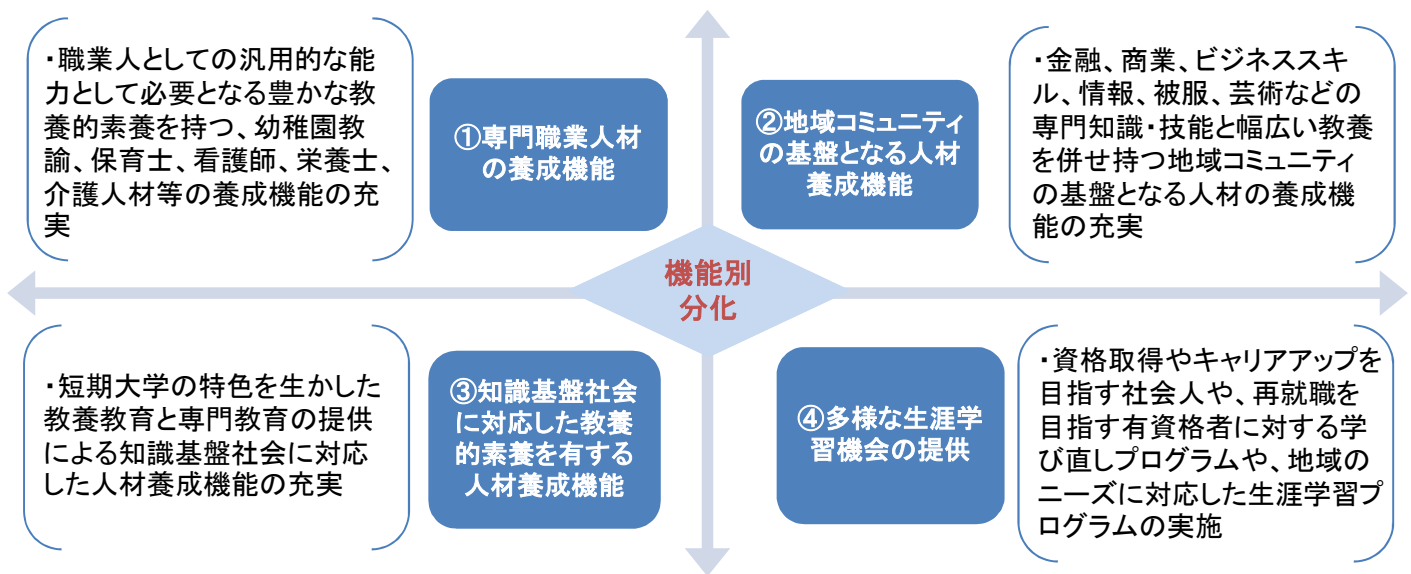 ・職業人としての汎用的な能
力として必要となる豊かな教
養的素養を持つ、幼稚園教
諭、保育士、看護師、栄養士、
介護人材等の養成機能の充
実
①専門職業人材
の養成機能
②地域コミュニティ
の基盤となる人材
養成機能
・金融、商業、ビジネススキ
ル、情報、被服、芸術などの
専門知識・技能と幅広い教養
を併せ持つ地域コミュニティ
の基盤となる人材の養成機
能の充実
機能別
分化
・短期大学の特色を生かした
教養教育と専門教育の提供
による知識基盤社会に対応
した人材養成機能の充実
③知識基盤社会
に対応した教養
的素養を有する
人材養成機能
④多様な生涯学
習機会の提供
・資格取得やキャリアアップを
目指す社会人や、再就職を
目指す有資格者に対する学
び直しプログラムや、地域の
ニーズに対応した生涯学習プ
ログラムの実施